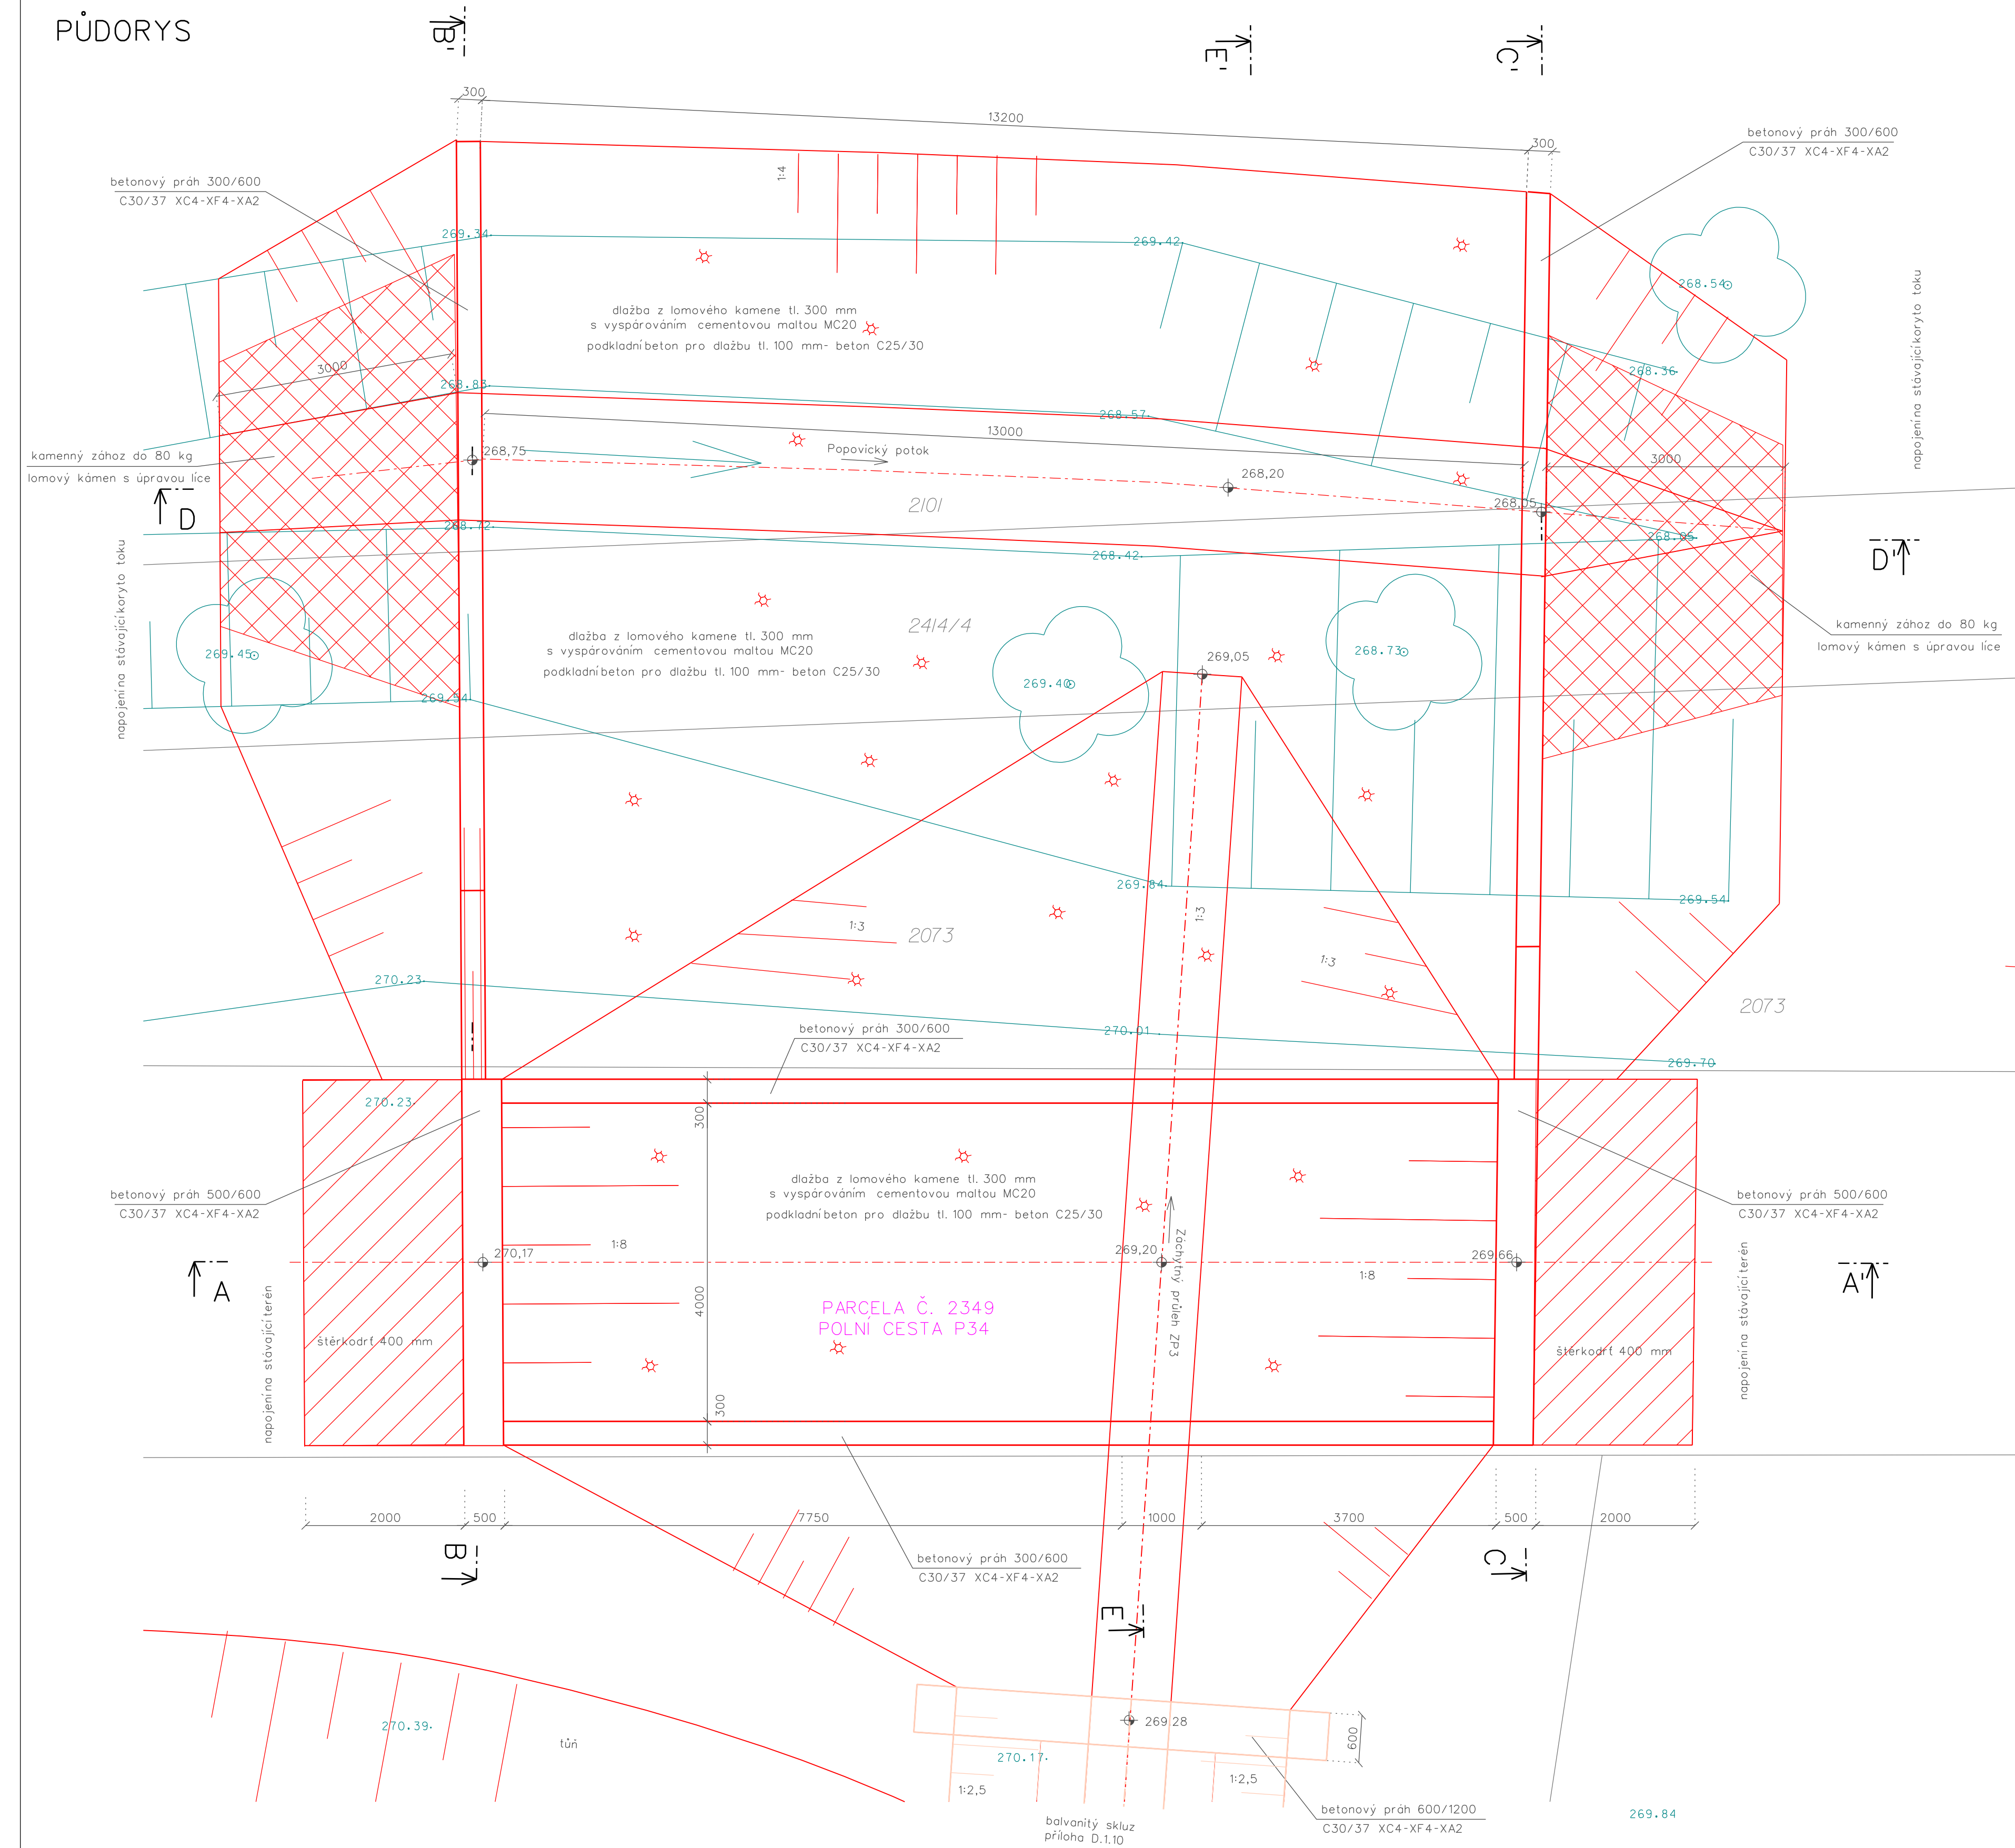 PŮDORYS
B'
E'
C'
300
13200
300
betonový práh 300/600
C30/37 XC4-XF4-XA2
betonový práh 300/600
C30/37 XC4-XF4-XA2
1:4
269.34
269.42
268.54
268.36
napojení na stávající koryto toku
dlažba z lomového kamene tl. 300 mm
s vyspárováním cementovou maltou MC20
podkladní beton pro dlažbu tl. 100 mm- beton C25/30
3000
268.83
268.57
13000
Popovický potok
268,75
268,20
3000
kamenný zához do 80 kg
lomový kámen s úpravou líce
D
2101
268,05
268.05
268.72
268.42
D'
napojení na stávající koryto toku
2414/4
dlažba z lomového kamene tl. 300 mm
s vyspárováním cementovou maltou MC20
podkladní beton pro dlažbu tl. 100 mm- beton C25/30
kamenný zához do 80 kg
lomový kámen s úpravou líce
269.45
269,05
268.73
269.40
269.54
269.84
269.54
1:3
1:3
2073
1:3
270.23
2073
270.01
269.70
betonový práh 300/600
C30/37 XC4-XF4-XA2
270.23
300
betonový práh 500/600
C30/37 XC4-XF4-XA2
dlažba z lomového kamene tl. 300 mm
s vyspárováním cementovou maltou MC20
podkladní beton pro dlažbu tl. 100 mm- beton C25/30
betonový práh 500/600
C30/37 XC4-XF4-XA2
270,17
1:8
269,20
269,66
1:8
Záchytný průleh ZP3
A
A'
4000
PARCELA Č. 2349
POLNÍ CESTA P34
napojení na stávající terén
štěrkodrť 400 mm
štěrkodrť 400 mm
napojení na stávající terén
300
2000
500
7750
1000
3700
500
2000
B
C
betonový práh 300/600
C30/37 XC4-XF4-XA2
E
270.39
tůň
269.28
600
270.17
1:2,5
1:2,5
betonový práh 600/1200
C30/37 XC4-XF4-XA2
269.84
balvanitý skluz
příloha D.1.10